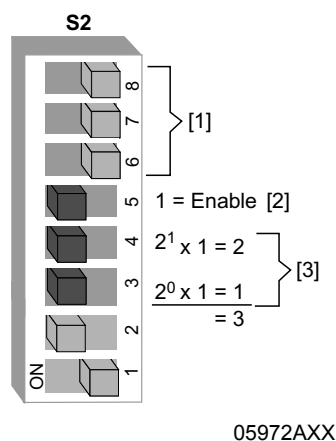 S2
8
7 [1]
6
5 1 = Enable [2]
4 2¹ x 1 = 2
[3]
3 2⁰ x 1 = 1
= 3
2
ON 1
05972AXX